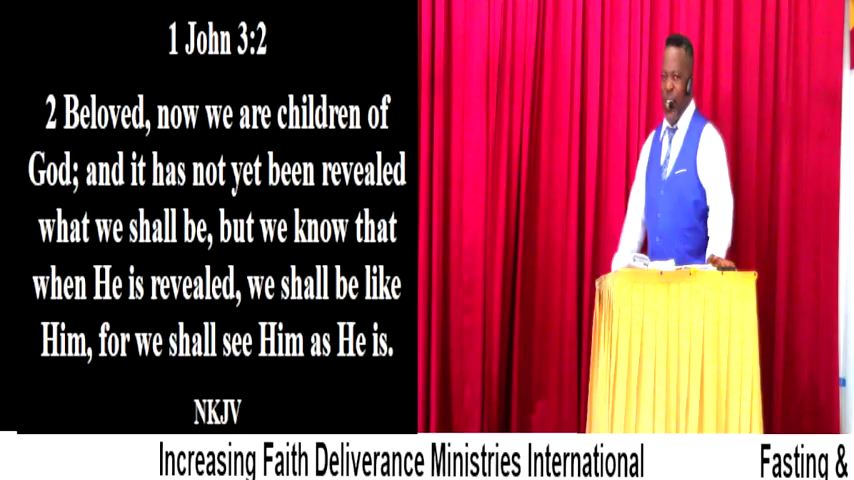 1 John 3:2
2 Beloved, now we are children of
God; and it has not yet been revealed
what we shall be, but we know that
when He is revealed, we shall be like
Him, for we shall see Him as He is.
NKJV
Increasing Faith Deliverance Ministries International
Fasting &